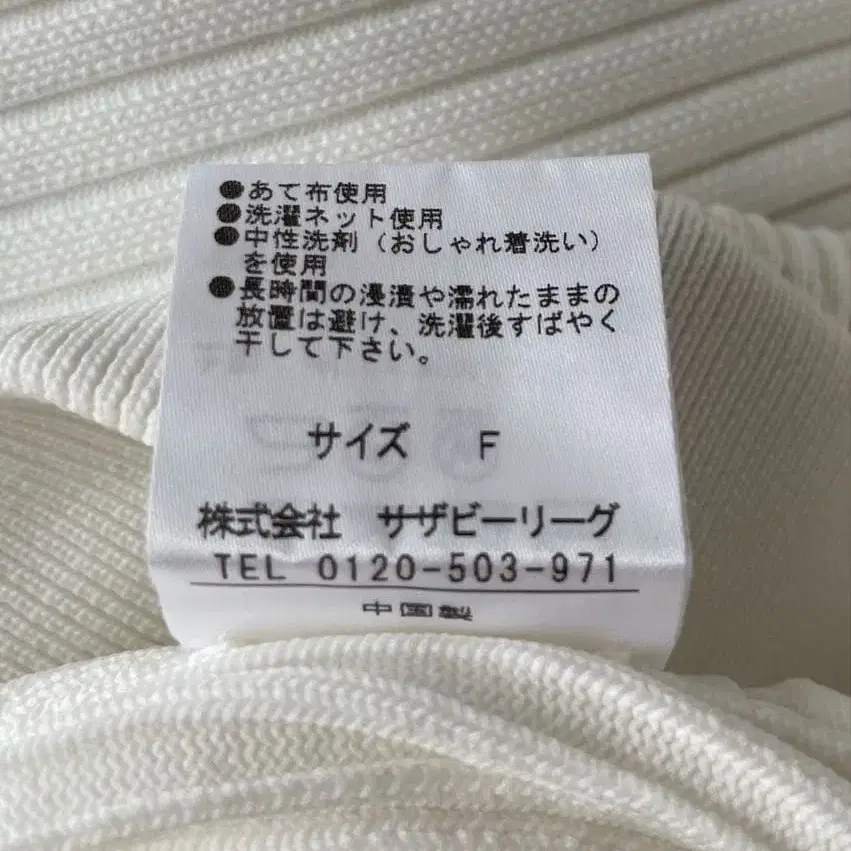 ●あて布使用
●洗濯ネット使用
●中性洗剤（おしゃれ着洗い）
を使用
●長時間の浸漬や濡れたままの
放置は避け、洗濯後すばやく
干して下さい。
サイズ F
株式会社 サザビーリーグ
TEL 0120-503-971
中国製